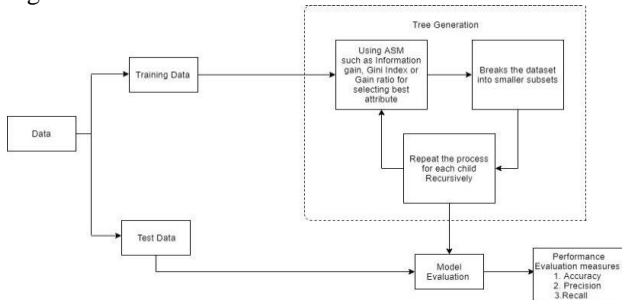 Tree Generation
Using ASM
such as Information
gain, Gini Index or
Gain ratio for
selecting best
attribute
Breaks the dataset
into smaller subsets
Training Data
Data
Repeat the process
for each child
Recursively
Test Data
Model
Evaluation
Performance
Evaluation measures
1. Accuracy
2. Precision
3.Recall